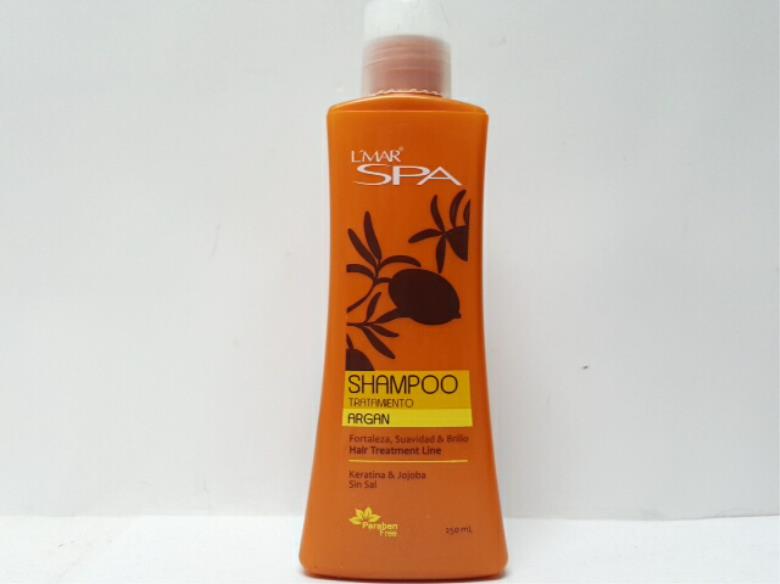 L'MAR®
SPA
SHAMPOO
TRATAMIENTO
ARGAN
Fortaleza, Suavidad & Brillo
Hair Treatment Line
Keratina & Jojoba
Sin Sal
Paraben
Free
250 mL